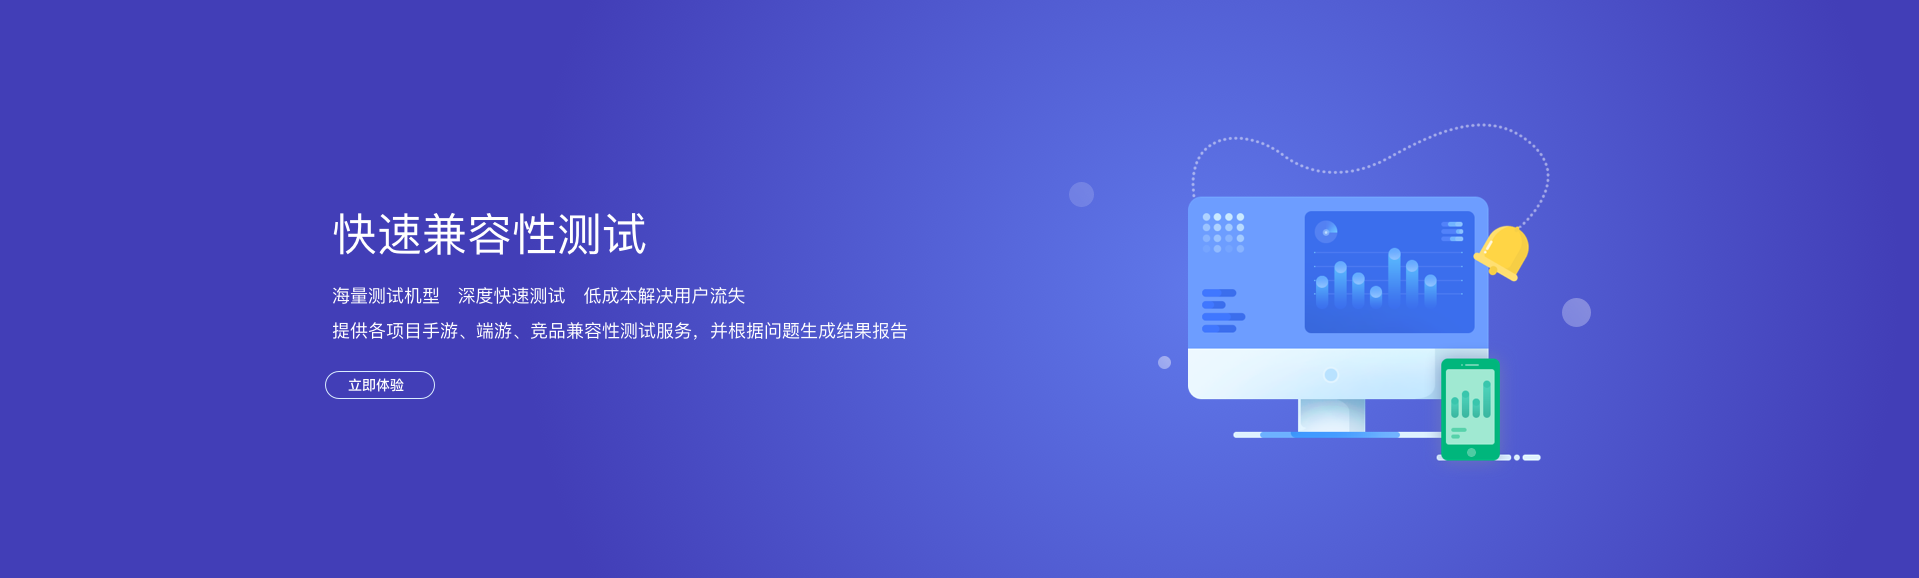 快速兼容性测试
海量测试机型 深度快速测试 低成本解决用户流失
提供各项目手游、端游、竞品兼容性测试服务，并根据问题生成结果报告
立即体验